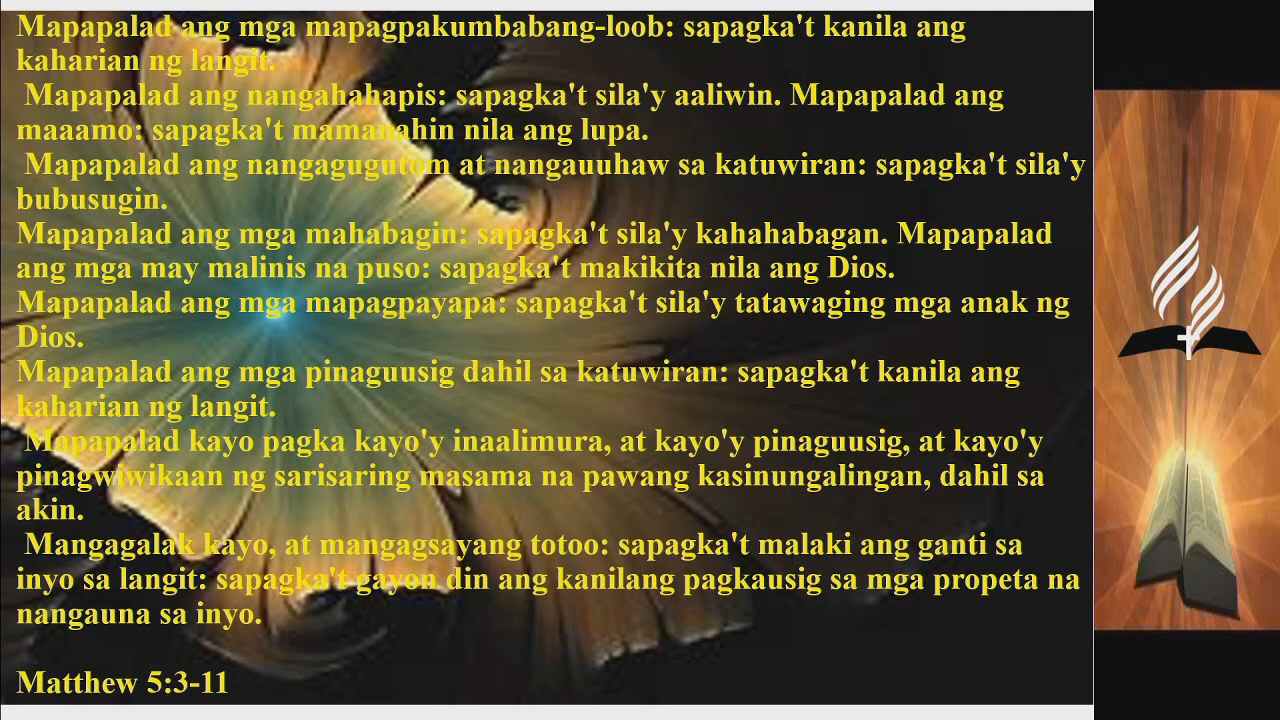 Mapapalad ang mga mapagpakumbabang-loob: sapagka't kanila ang
kaharian ng langit.
Mapapalad ang nangahahapis: sapagka't sila'y aaliwin. Mapapalad ang
maaamo: sapagka't mamanahin nila ang lupa.
Mapapalad ang nangagugutom at nangauuhaw sa katuwiran: sapagka't sila'y
bubusugin.
Mapapalad ang mga mahabagin: sapagka't sila'y kahahabagan. Mapapalad
ang mga may malinis na puso: sapagka't makikita nila ang Dios.
Mapapalad ang mga mapagpayapa: sapagka't sila'y tatawaging mga anak ng
Dios.
Mapapalad ang mga pinaguusig dahil sa katuwiran: sapagka't kanila ang
kaharian ng langit.
Mapapalad kayo pagka kayo'y inaalimura, at kayo'y pinaguusig, at kayo'y
pinagwiwikaan ng sarisaring masama na pawang kasinungalingan, dahil sa
akin.
Mangagalak kayo, at mangagsayang totoo: sapagka't malaki ang ganti sa
inyo sa langit: sapagka't gayon din ang kanilang pagkausig sa mga propeta na
nangauna sa inyo.
Matthew 5:3-11